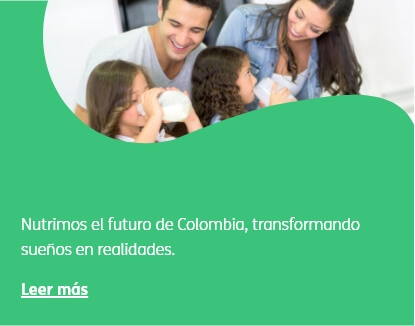 Nutrimos el futuro de Colombia, transformando
sueños en realidades.
Leer más